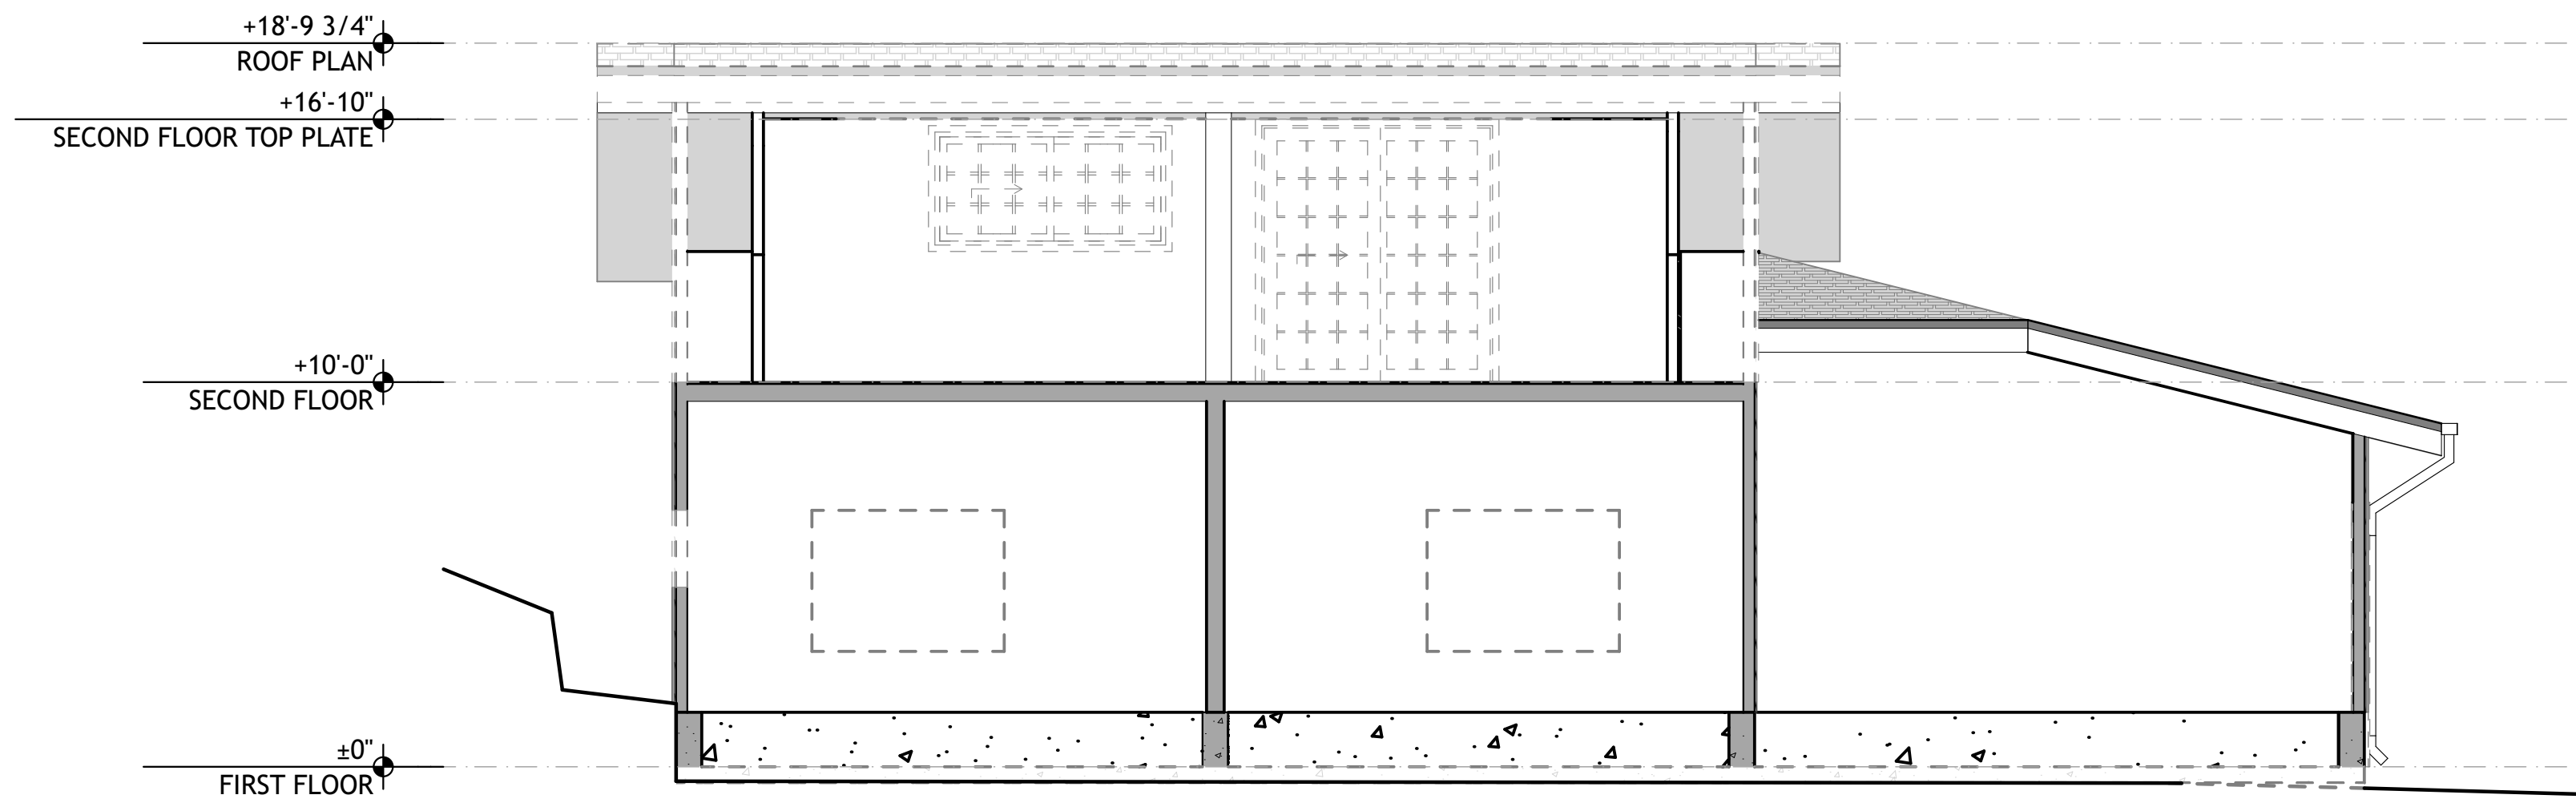 +18'-9 3/4"
ROOF PLAN
+16'-10"
SECOND FLOOR TOP PLATE
+10'-0"
SECOND FLOOR
±0"
FIRST FLOOR